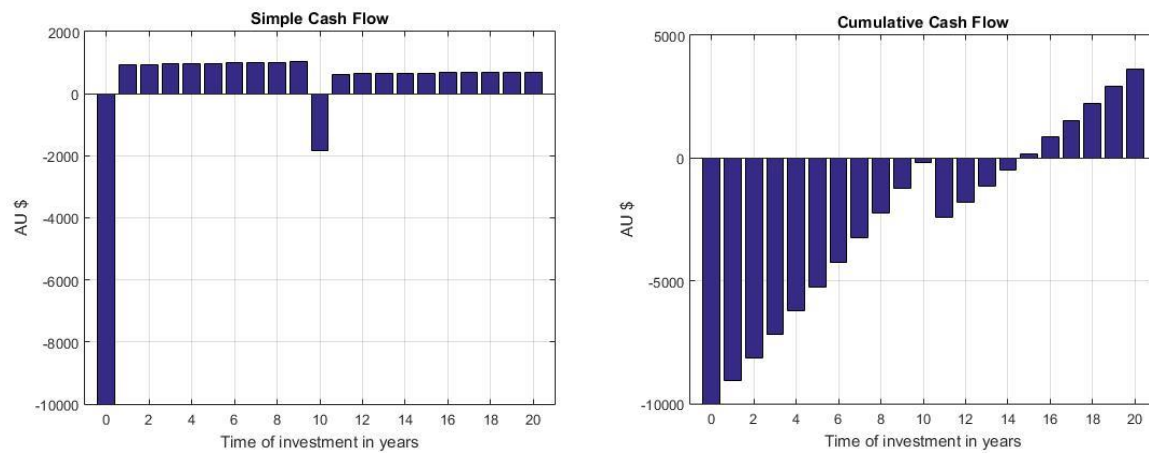 Simple Cash Flow
2000
0
-2000
-4000
-6000
-8000
-10000
AU $
0 2 4 6 8 10 12 14 16 18 20
Time of investment in years
Cumulative Cash Flow
5000
0
-5000
-10000
AU $
0 2 4 6 8 10 12 14 16 18 20
Time of investment in years